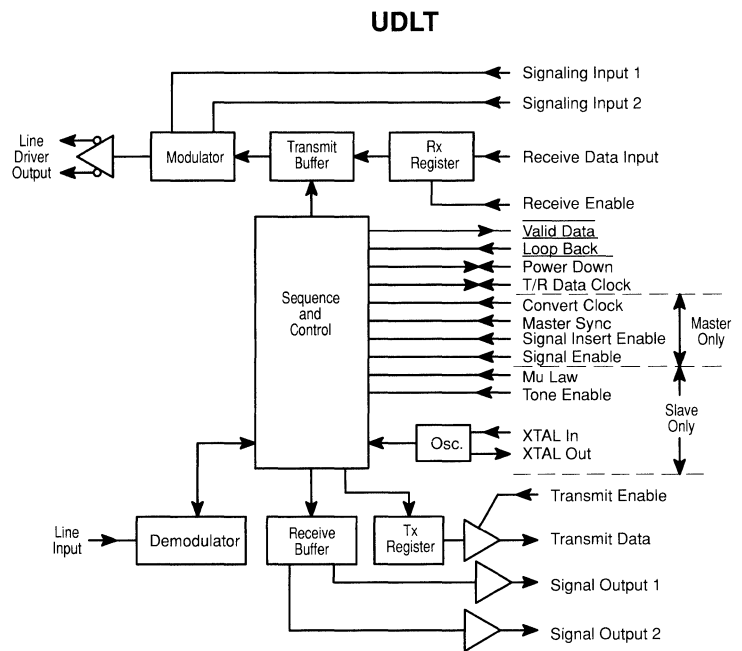 UDLT
Signaling Input 1
Signaling Input 2
Line
Driver
Output
Modulator
Transmit
Buffer
Rx
Register
Receive Data Input
Receive Enable
Valid Data
Loop Back
Power Down
T/R Data Clock
Sequence
and
Control
Convert Clock
Master Sync
Signal Insert Enable
Signal Enable
Master
Only
Mu Law
Tone Enable
Slave
Only
Osc.
XTAL In
XTAL Out
Transmit Enable
Line
Input
Demodulator
Receive
Buffer
Tx
Register
Transmit Data
Signal Output 1
Signal Output 2